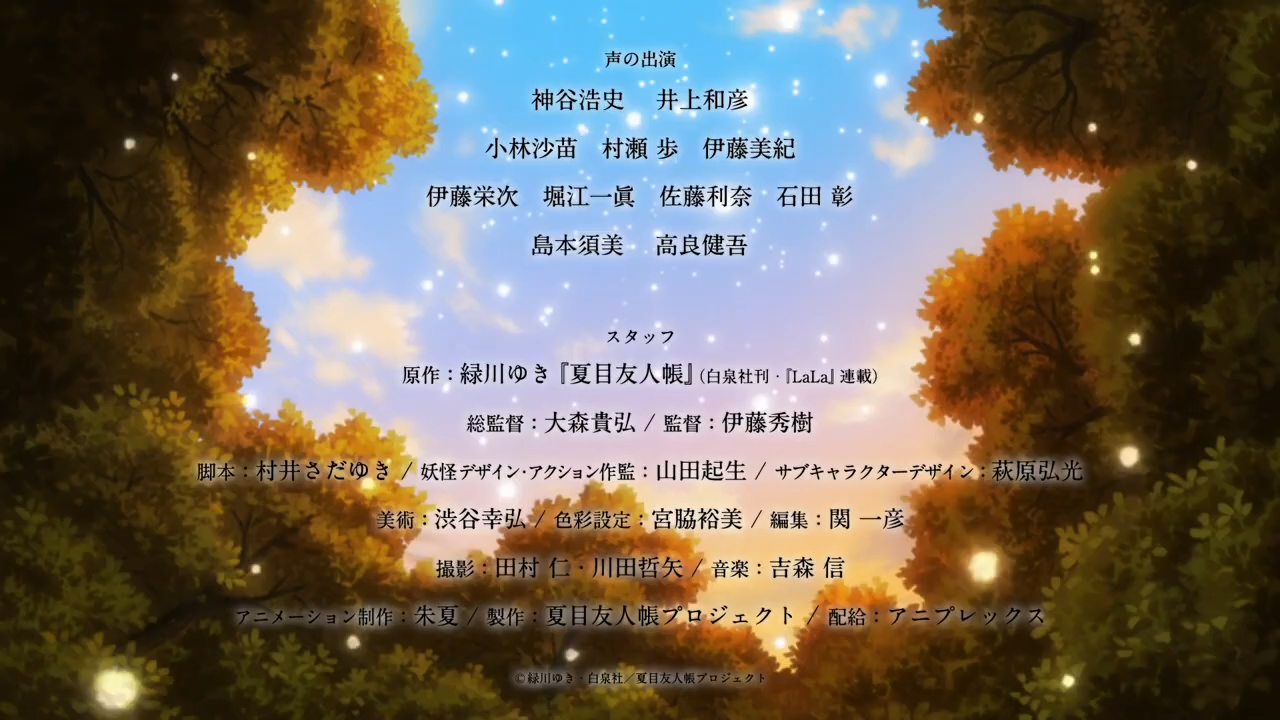 声の出演
神谷浩史 井上和彦
小林沙苗 村瀬 歩 伊藤美紀
伊藤栄次 堀江一眞 佐藤利奈 石田 彰
島本須美 高良健吾
スタッフ
原作：緑川ゆき『夏目友人帳』（白泉社刊・『LaLa』連載）
総監督：大森貴弘 / 監督：伊藤秀樹
脚本：村井さだゆき / 妖怪デザイン・アクション作監：山田起生 / サブキャラクターデザイン：萩原弘光
美術：渋谷幸弘 / 色彩設定：宮脇裕美 / 編集：関 一彦
撮影：田村 仁・川田哲矢 / 音楽：吉森 信
アニメーション制作：朱夏 / 製作：夏目友人帳プロジェクト / 配給：アニプレックス
©緑川ゆき・白泉社／夏目友人帳プロジェクト